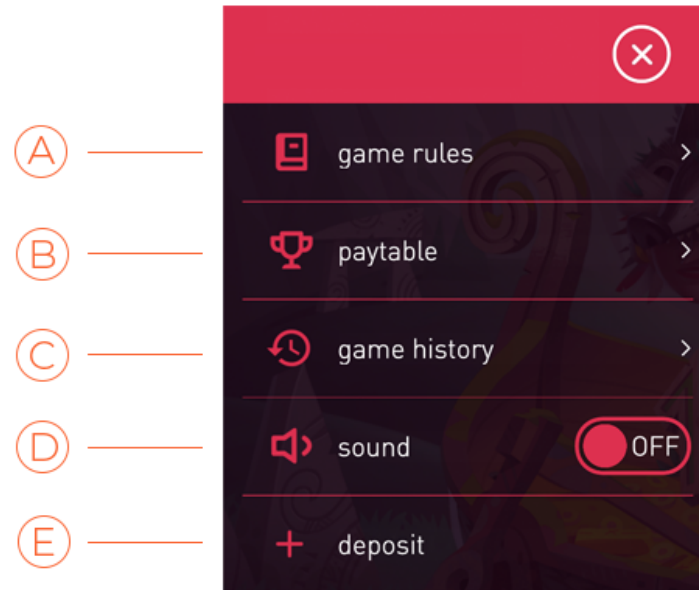 A game rules
B paytable
C game history
D sound OFF
E deposit